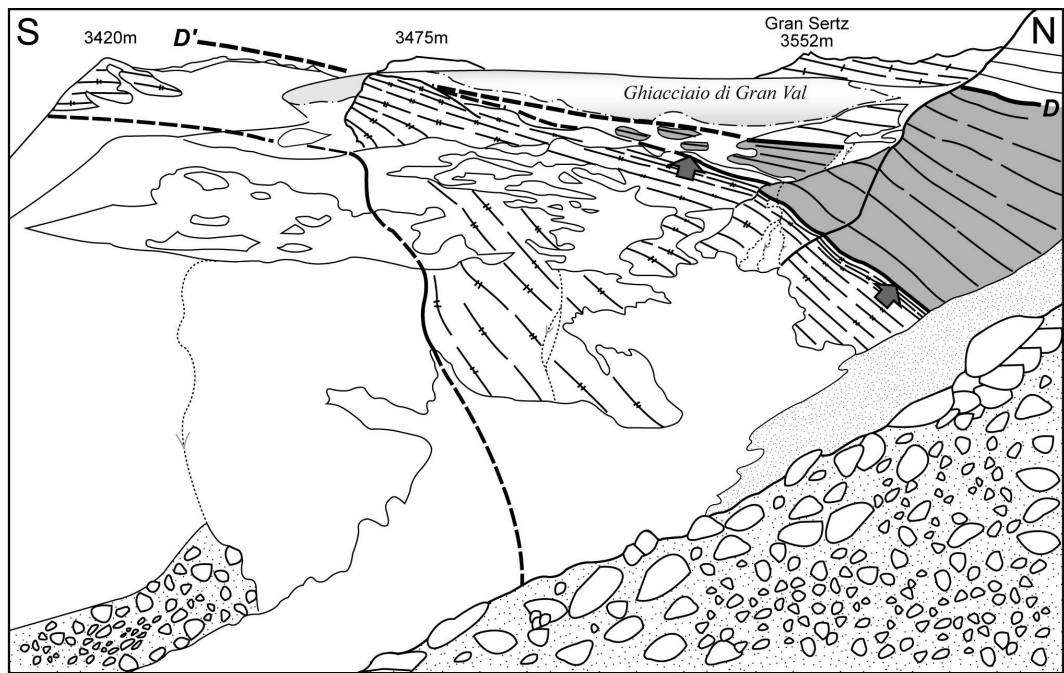 S
3420m
D'
3475m
Gran Sertz
3552m
N
Ghiacciaio di Gran Val
D